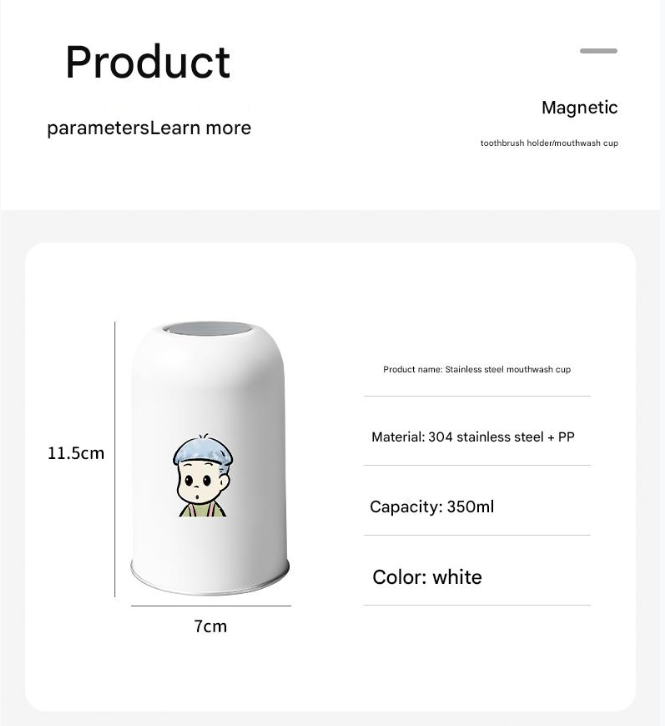 Product
parametersLearn more
Magnetic
toothbrush holder/mouthwash cup
11.5cm
7cm
Product name: Stainless steel mouthwash cup
Material: 304 stainless steel + PP
Capacity: 350ml
Color: white